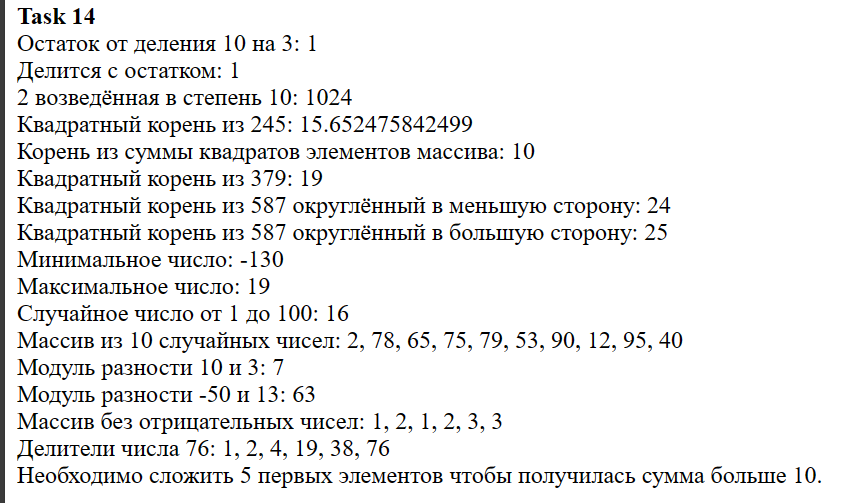 Task 14
Остаток от деления 10 на 3: 1
Делится с остатком: 1
2 возведённая в степень 10: 1024
Квадратный корень из 245: 15.652475842499
Корень из суммы квадратов элементов массива: 10
Квадратный корень из 379: 19
Квадратный корень из 587 округлённый в меньшую сторону: 24
Квадратный корень из 587 округлённый в большую сторону: 25
Минимальное число: -130
Максимальное число: 19
Случайное число от 1 до 100: 16
Массив из 10 случайных чисел: 2, 78, 65, 75, 79, 53, 90, 12, 95, 40
Модуль разности 10 и 3: 7
Модуль разности -50 и 13: 63
Массив без отрицательных чисел: 1, 2, 1, 2, 3, 3
Делители числа 76: 1, 2, 4, 19, 38, 76
Необходимо сложить 5 первых элементов чтобы получилась сумма больше 10.